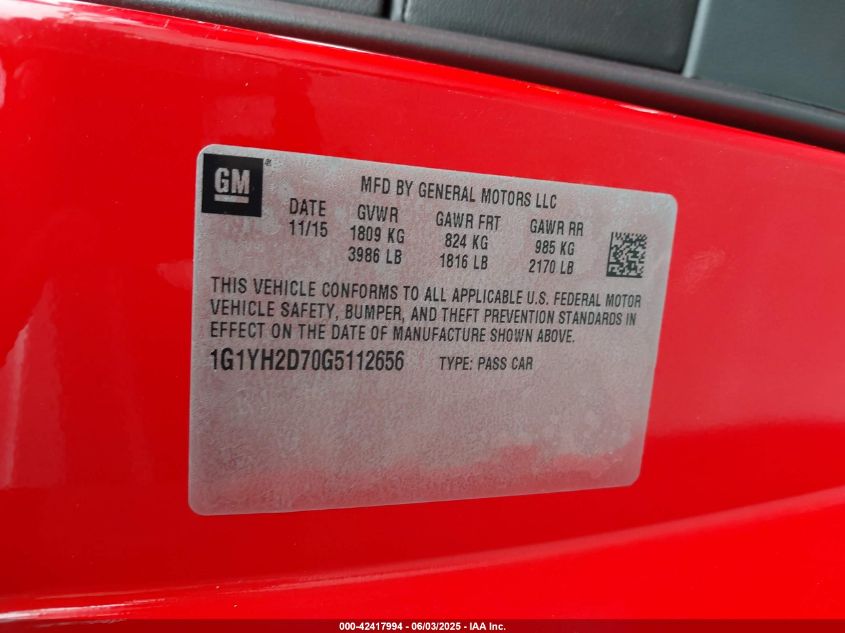 GM ® MFD BY GENERAL MOTORS LLC
DATE GVWR GAWR FRT GAWR RR
11/15 1809 KG 824 KG 985 KG
3986 LB 1816 LB 2170 LB
THIS VEHICLE CONFORMS TO ALL APPLICABLE U.S. FEDERAL MOTOR
VEHICLE SAFETY, BUMPER, AND THEFT PREVENTION STANDARDS IN
EFFECT ON THE DATE OF MANUFACTURE SHOWN ABOVE.
1G1YH2D70G5112656 TYPE: PASS CAR
000-42417994 - 06/03/2025 - IAA Inc.